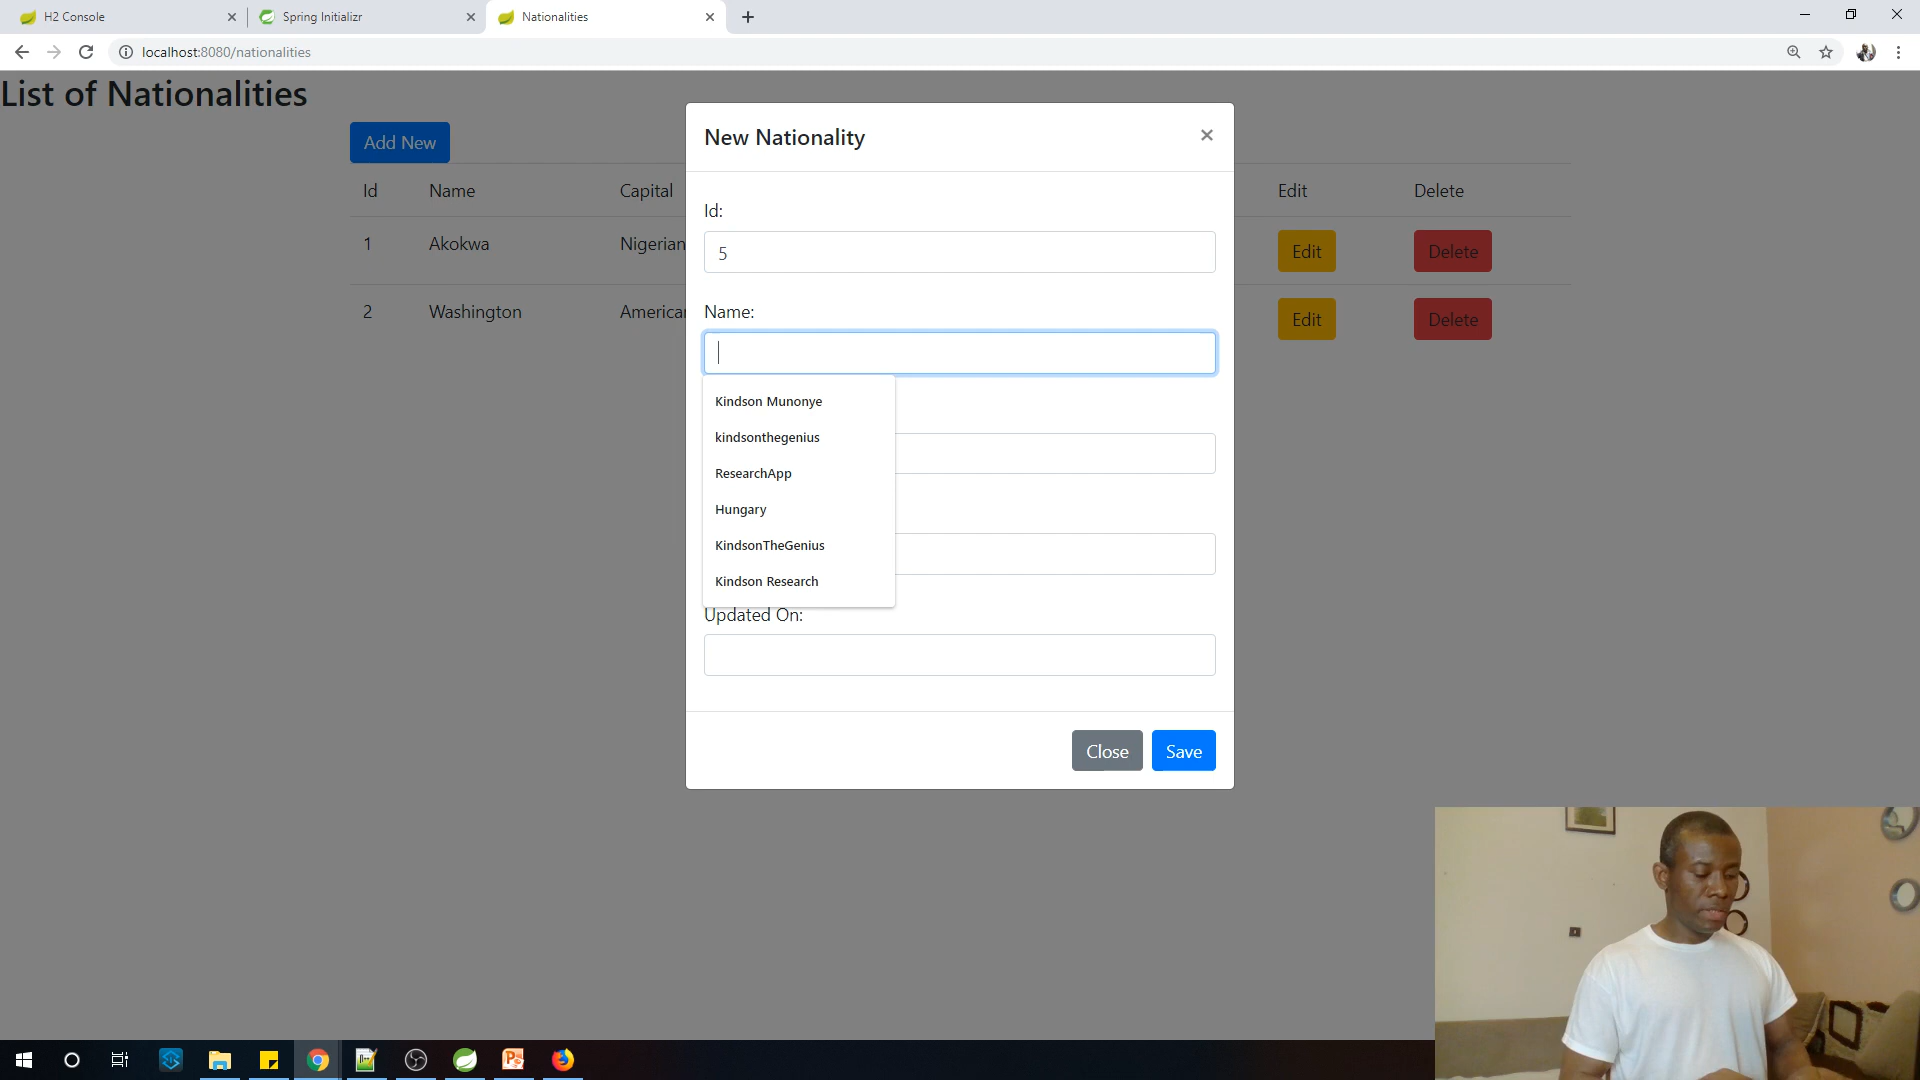 H2 Console
Spring Initializr
Nationalities
localhost:8080/nationalities
List of Nationalities
Add New
Id Name Capital Edit Delete
1 Akokwa Nigerian Edit Delete
2 Washington America Edit Delete
New Nationality
×
Id:
5
Name:
Kindson Munonye
kindsonthegenius
ResearchApp
Hungary
KindsonTheGenius
Kindson Research
Updated On:
Close Save